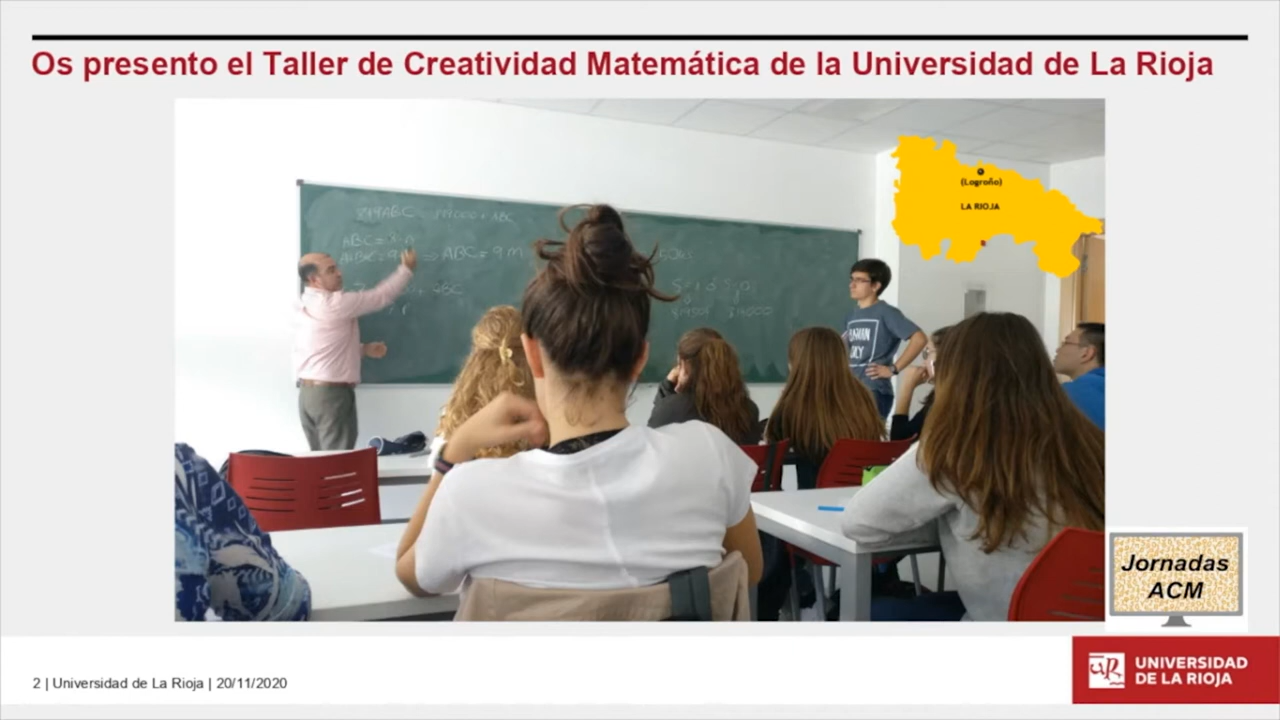 Os presento el Taller de Creatividad Matemática de la Universidad de La Rioja
(Logroño)
LA RIOJA
Jornadas
ACM
2 | Universidad de La Rioja | 20/11/2020
UNIVERSIDAD
DE LA RIOJA